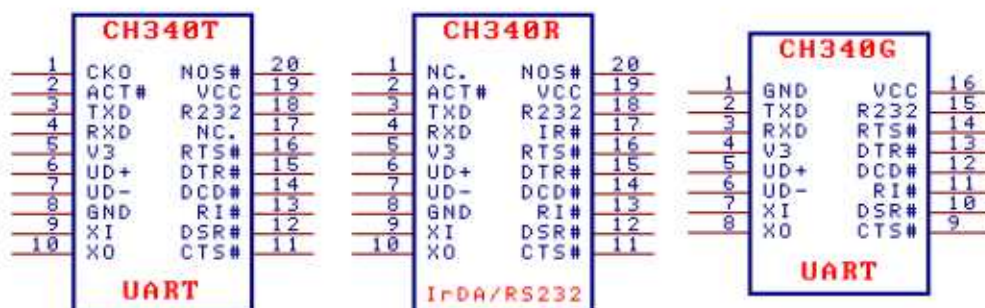 CH340T
1 CKO NOS# 20
2 ACT# VCC 19
3 TXD R232 18
4 RXD NC. 17
5 V3 RTS# 16
6 UD+ DTR# 15
7 UD- DCD# 14
8 GND RI# 13
9 XI DSR# 12
10 XO CTS# 11
UART
CH340R
1 NC. NOS# 20
2 ACT# VCC 19
3 TXD R232 18
4 RXD IR# 17
5 V3 RTS# 16
6 UD+ DTR# 15
7 UD- DCD# 14
8 GND RI# 13
9 XI DSR# 12
10 XO CTS# 11
IrDA/RS232
CH340G
1 GND VCC 16
2 TXD R232 15
3 RXD RTS# 14
4 V3 DTR# 13
5 UD+ DCD# 12
6 UD- RI# 11
7 XI DSR# 10
8 XO CTS# 9
UART